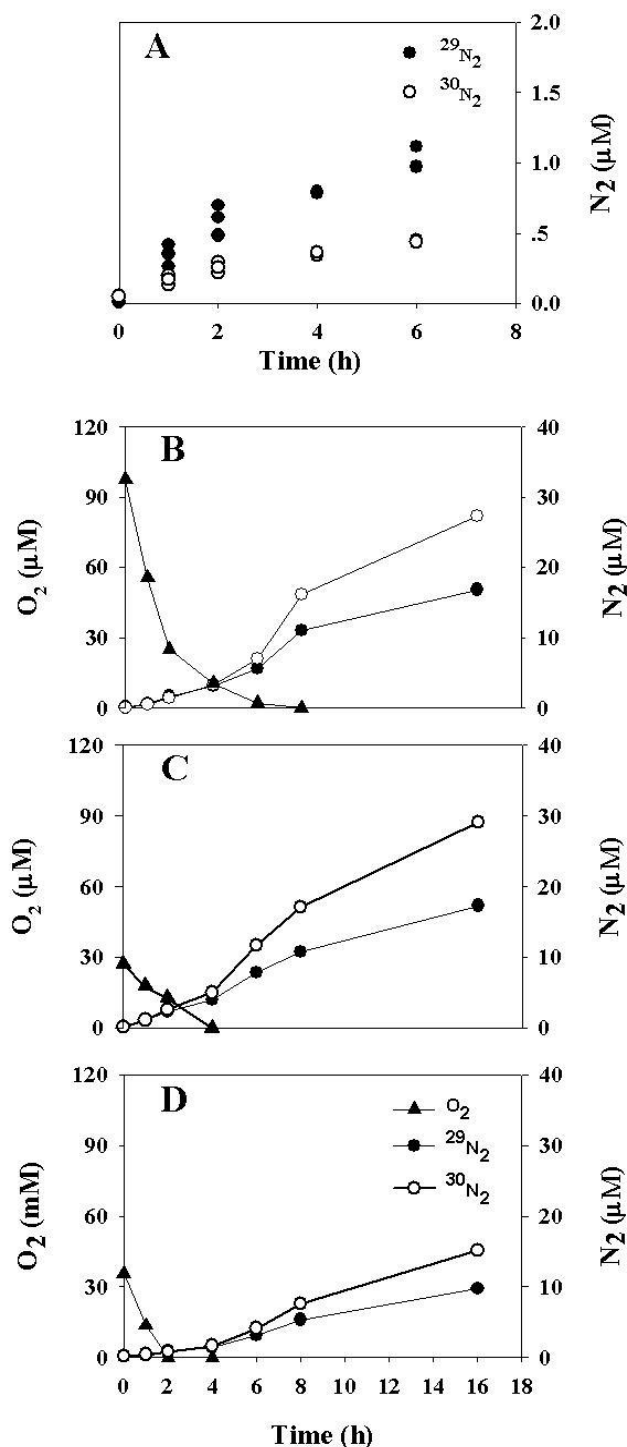 A
²⁹N₂
³⁰N₂
2.0
1.5
1.0
.5
0.0
N₂ (µM)
0 2 4 6 8
Time (h)
B
120
90
60
30
0
O₂ (µM)
40
30
20
10
0
N₂ (µM)
C
120
90
60
30
0
O₂ (µM)
40
30
20
10
0
N₂ (µM)
D
O₂
²⁹N₂
³⁰N₂
120
90
60
30
0
O₂ (mM)
40
30
20
10
0
N₂ (µM)
0 2 4 6 8 10 12 14 16 18
Time (h)